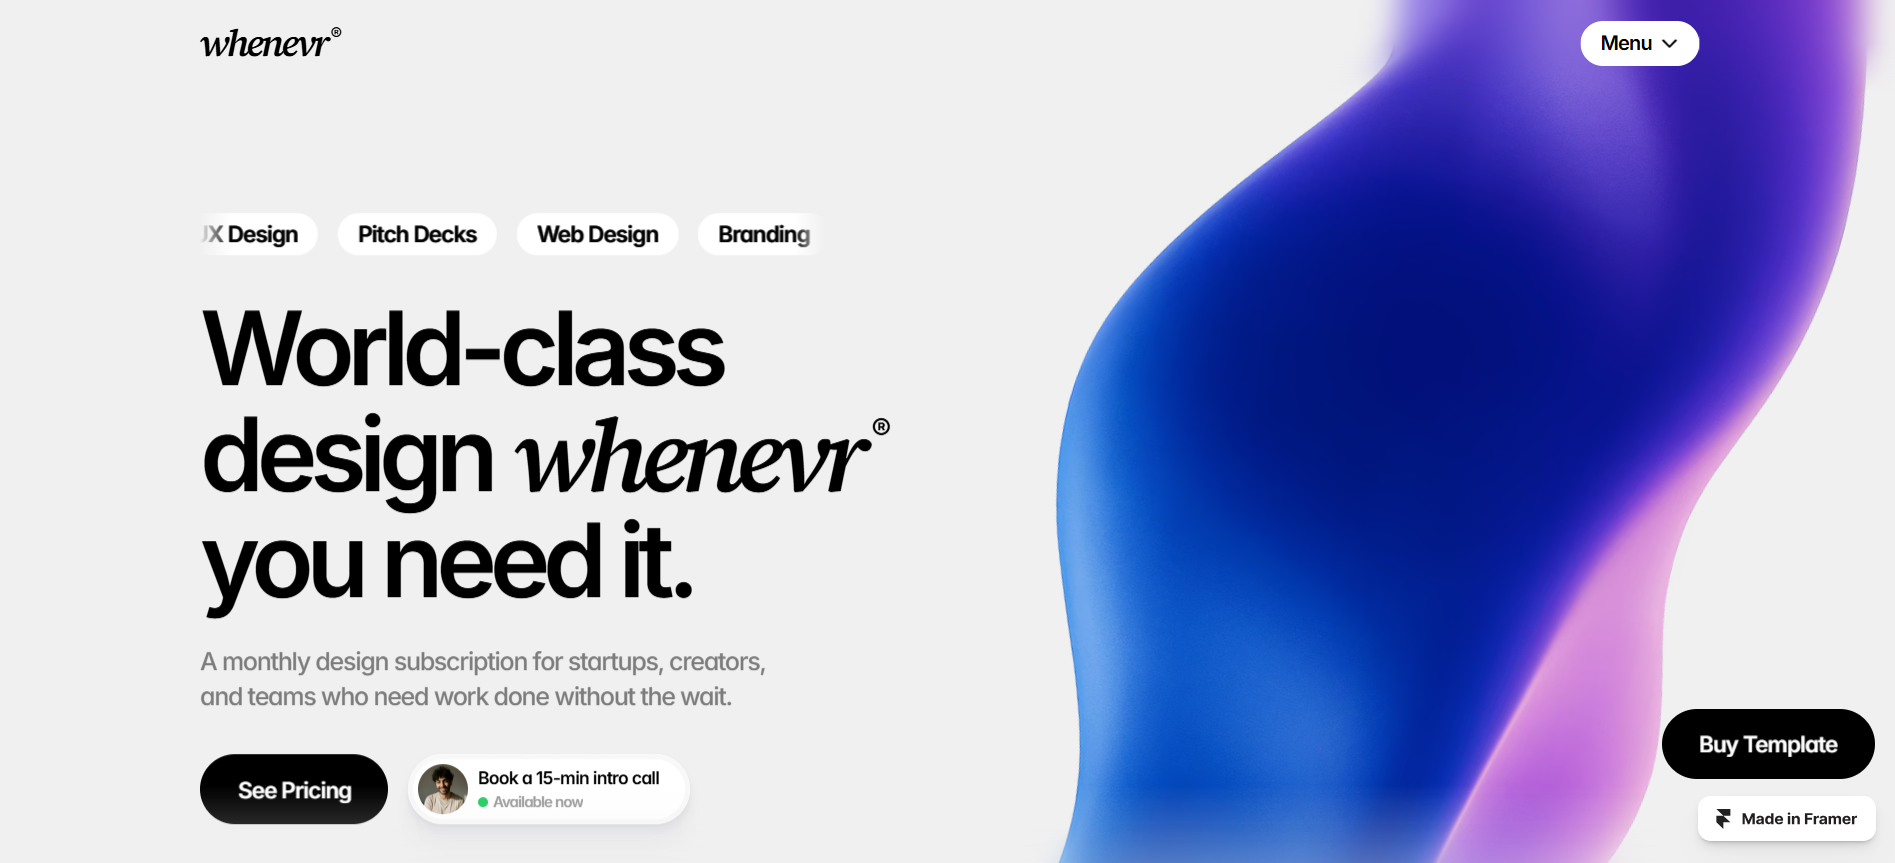 whenevr®
Menu
UX Design
Pitch Decks
Web Design
Branding
World-class
design whenevr®
you need it.
A monthly design subscription for startups, creators,
and teams who need work done without the wait.
See Pricing
Book a 15-min intro call
Available now
Buy Template
Made in Framer